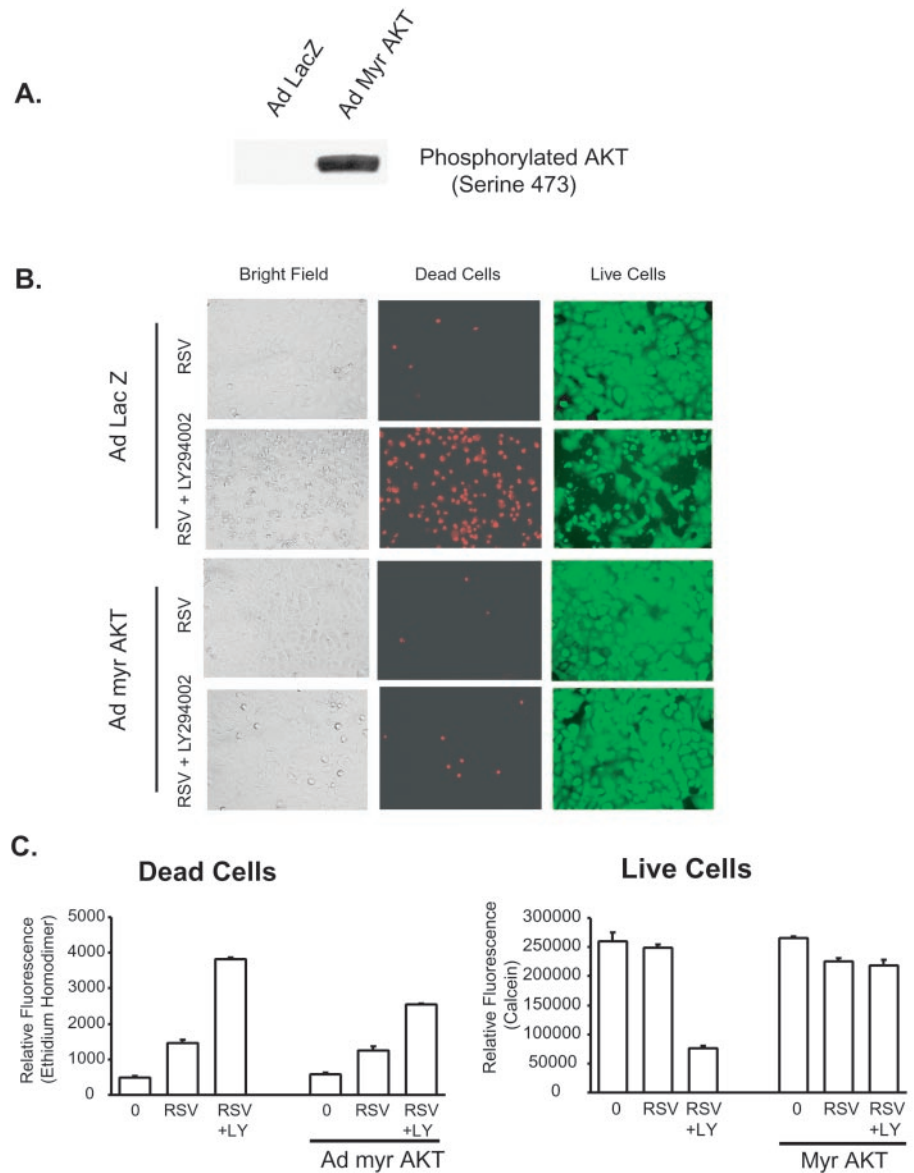 A.
Ad LacZ
Ad Myr AKT
Phosphorylated AKT
(Serine 473)
B.
Bright Field
Dead Cells
Live Cells
Ad Lac Z
RSV
RSV + LY294002
Ad myr AKT
RSV
RSV + LY294002
C.
Dead Cells
Relative Fluorescence
(Ethidium Homodimer)
5000
4000
3000
2000
1000
0
0
RSV
RSV
+LY
0
RSV
RSV
+LY
Ad myr AKT
Live Cells
Relative Fluorescence
(Calcein)
300000
250000
200000
150000
100000
50000
0
0
RSV
RSV
+LY
0
RSV
RSV
+LY
Myr AKT